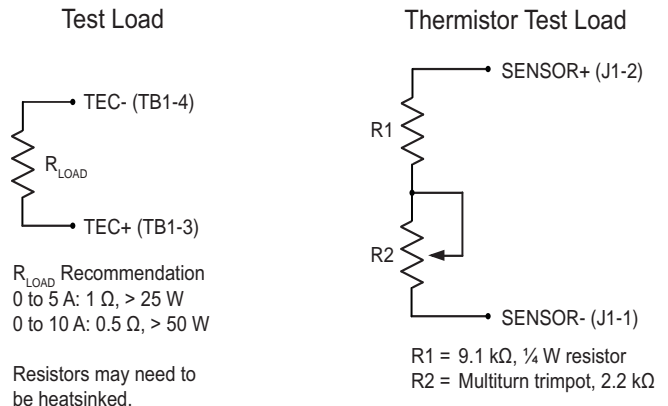 Test Load
TEC- (TB1-4)
R_LOAD
TEC+ (TB1-3)
R_LOAD Recommendation
0 to 5 A: 1 Ω, > 25 W
0 to 10 A: 0.5 Ω, > 50 W
Resistors may need to
be heatsinked.
Thermistor Test Load
SENSOR+ (J1-2)
R1
R2
SENSOR- (J1-1)
R1 = 9.1 kΩ, ¼ W resistor
R2 = Multiturn trimpot, 2.2 kΩ